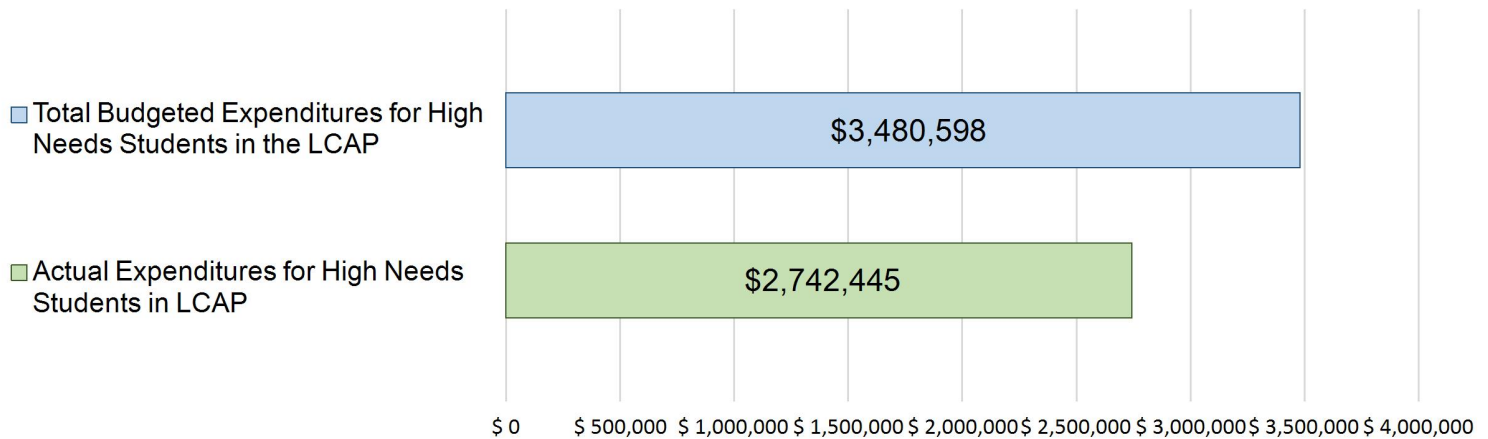 Total Budgeted Expenditures for High
Needs Students in the LCAP
$3,480,598
Actual Expenditures for High Needs
Students in LCAP
$2,742,445
$ 0 $ 500,000 $ 1,000,000 $ 1,500,000 $ 2,000,000 $ 2,500,000 $ 3,000,000 $ 3,500,000 $ 4,000,000